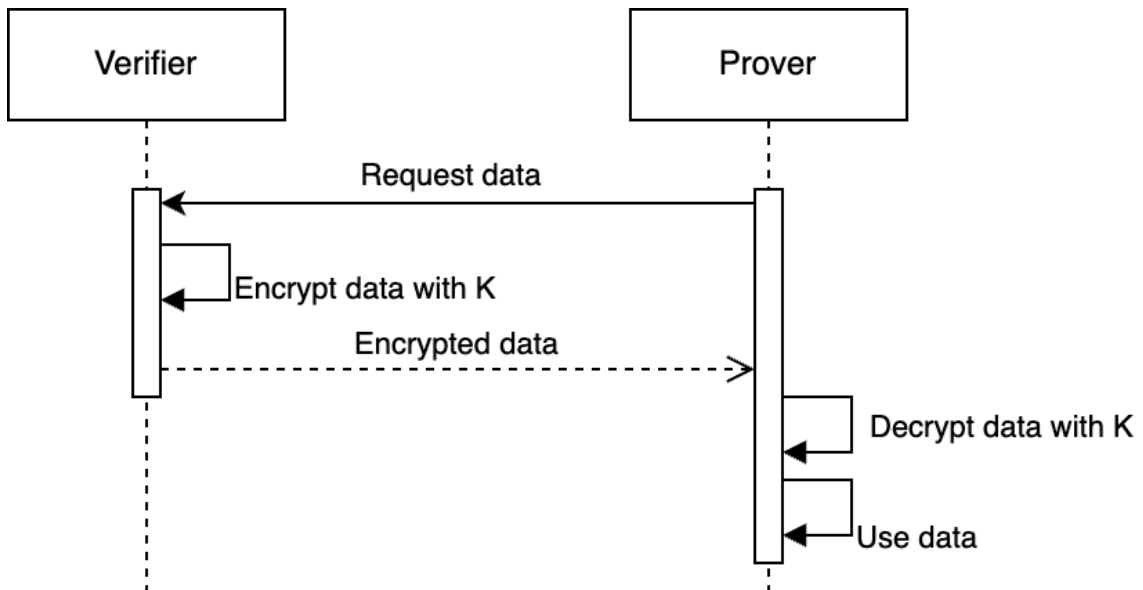 Verifier
Prover
Request data
Encrypt data with K
Encrypted data
Decrypt data with K
Use data